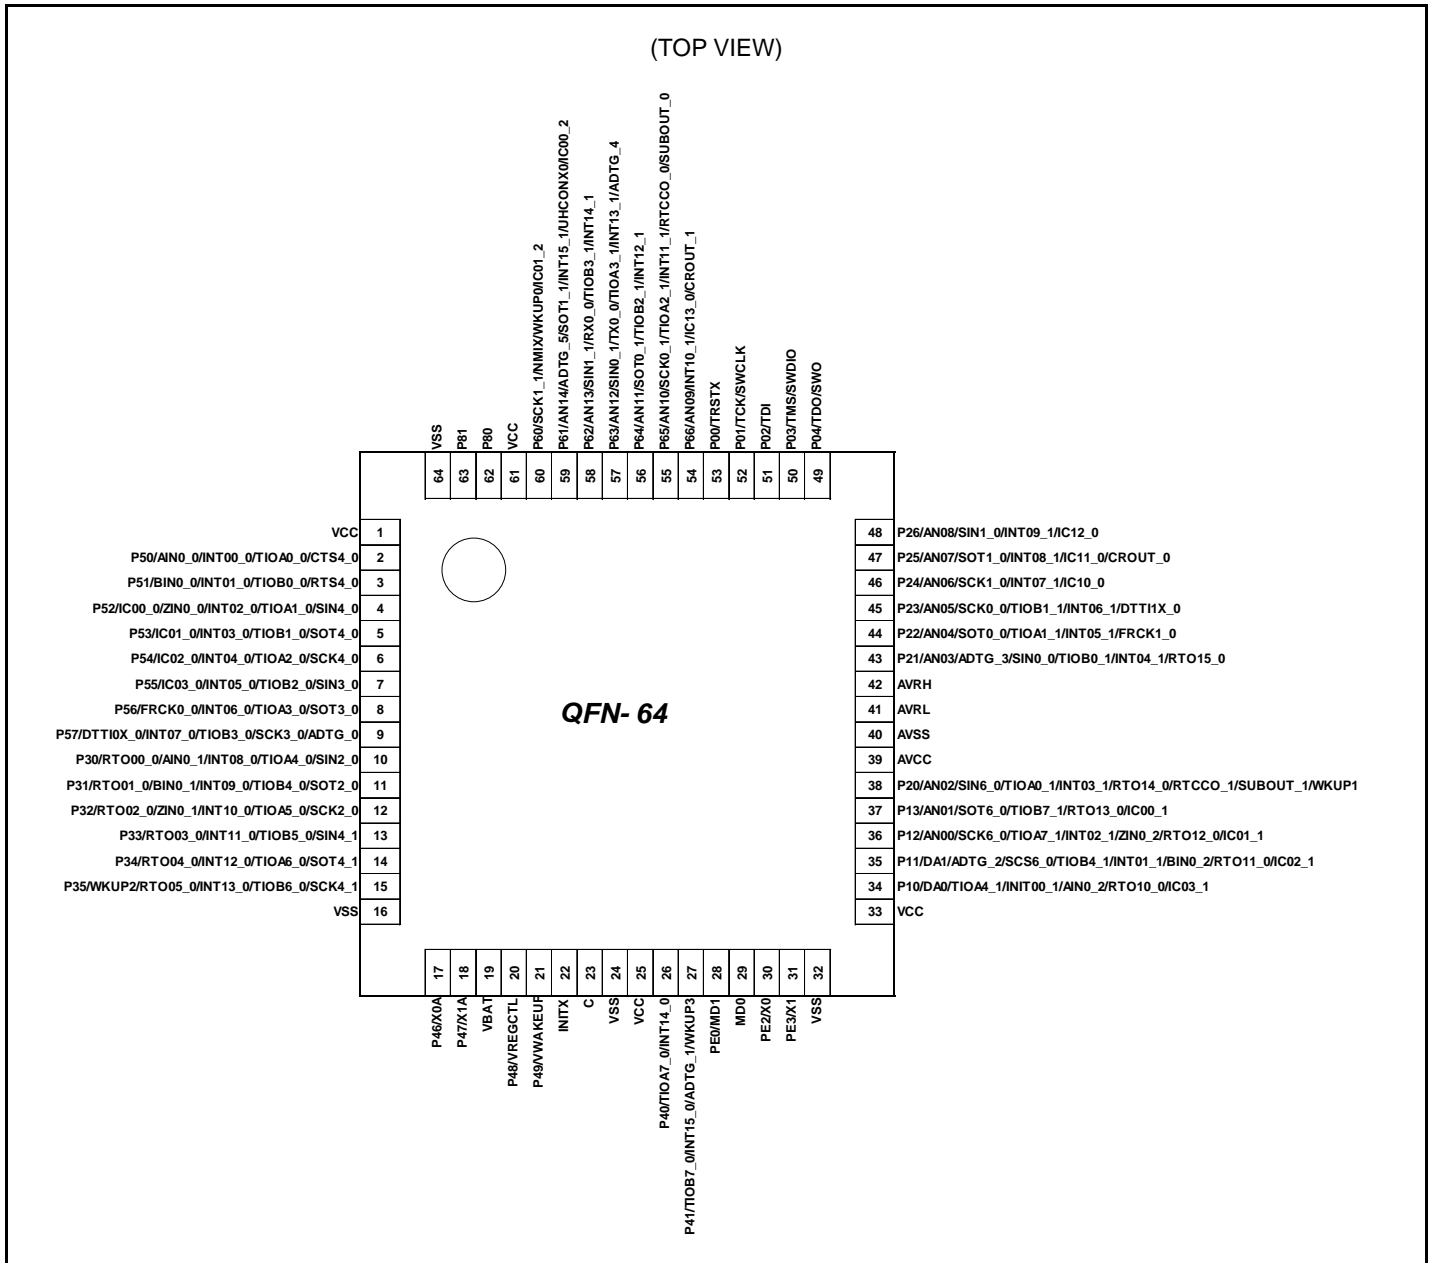 (TOP VIEW)
VSS
P81
P80
VCC
P60/SCK1_1/NMIX/WKUP0/IC01_2
P61/AN14/ADTG_5/SOT1_1/INT15_1/UHCONX0/IC00_2
P62/AN13/SIN1_1/RX0_0/TIOB3_1/INT14_1
P63/AN12/SIN0_1/TX0_0/TIOA3_1/INT13_1/ADTG_4
P64/AN11/SOT0_1/TIOB2_1/INT12_1
P65/AN10/SCK0_1/TIOA2_1/INT11_1/RTCCO_0/SUBOUT_0
P66/AN09/INT10_1/IC13_0/CROUT_1
P00/TRSTX
P01/TCK/SWCLK
P02/TDI
P03/TMS/SWDIO
P04/TDO/SWO
64
63
62
61
60
59
58
57
56
55
54
53
52
51
50
49
VCC 1
P50/AIN0_0/INT00_0/TIOA0_0/CTS4_0 2
P51/BIN0_0/INT01_0/TIOB0_0/RTS4_0 3
P52/IC00_0/ZIN0_0/INT02_0/TIOA1_0/SIN4_0 4
P53/IC01_0/INT03_0/TIOB1_0/SOT4_0 5
P54/IC02_0/INT04_0/TIOA2_0/SCK4_0 6
P55/IC03_0/INT05_0/TIOB2_0/SIN3_0 7
P56/FRCK0_0/INT06_0/TIOA3_0/SOT3_0 8
P57/DTTI0X_0/INT07_0/TIOB3_0/SCK3_0/ADTG_0 9
P30/RTO00_0/AIN0_1/INT08_0/TIOA4_0/SIN2_0 10
P31/RTO01_0/BIN0_1/INT09_0/TIOB4_0/SOT2_0 11
P32/RTO02_0/ZIN0_1/INT10_0/TIOA5_0/SCK2_0 12
P33/RTO03_0/INT11_0/TIOB5_0/SIN4_1 13
P34/RTO04_0/INT12_0/TIOA6_0/SOT4_1 14
P35/WKUP2/RTO05_0/INT13_0/TIOB6_0/SCK4_1 15
VSS 16
QFN- 64
48 P26/AN08/SIN1_0/INT09_1/IC12_0
47 P25/AN07/SOT1_0/INT08_1/IC11_0/CROUT_0
46 P24/AN06/SCK1_0/INT07_1/IC10_0
45 P23/AN05/SCK0_0/TIOB1_1/INT06_1/DTTI1X_0
44 P22/AN04/SOT0_0/TIOA1_1/INT05_1/FRCK1_0
43 P21/AN03/ADTG_3/SIN0_0/TIOB0_1/INT04_1/RTO15_0
42 AVRH
41 AVRL
40 AVSS
39 AVCC
38 P20/AN02/SIN6_0/TIOA0_1/INT03_1/RTO14_0/RTCCO_1/SUBOUT_1/WKUP1
37 P13/AN01/SOT6_0/TIOB7_1/RTO13_0/IC00_1
36 P12/AN00/SCK6_0/TIOA7_1/INT02_1/ZIN0_2/RTO12_0/IC01_1
35 P11/DA1/ADTG_2/SCS6_0/TIOB4_1/INT01_1/BIN0_2/RTO11_0/IC02_1
34 P10/DA0/TIOA4_1/INIT00_1/AIN0_2/RTO10_0/IC03_1
33 VCC
17
18
19
20
21
22
23
24
25
26
27
28
29
30
31
32
P46/X0A
P47/X1A
VBAT
P48/VREGCTL
P49/VWAKEUP
INITX
C
VSS
VCC
P40/TIOA7_0/INT14_0
P41/TIOB7_0/INT15_0/ADTG_1/WKUP3
PE0/MD1
MD0
PE2/X0
PE3/X1
VSS